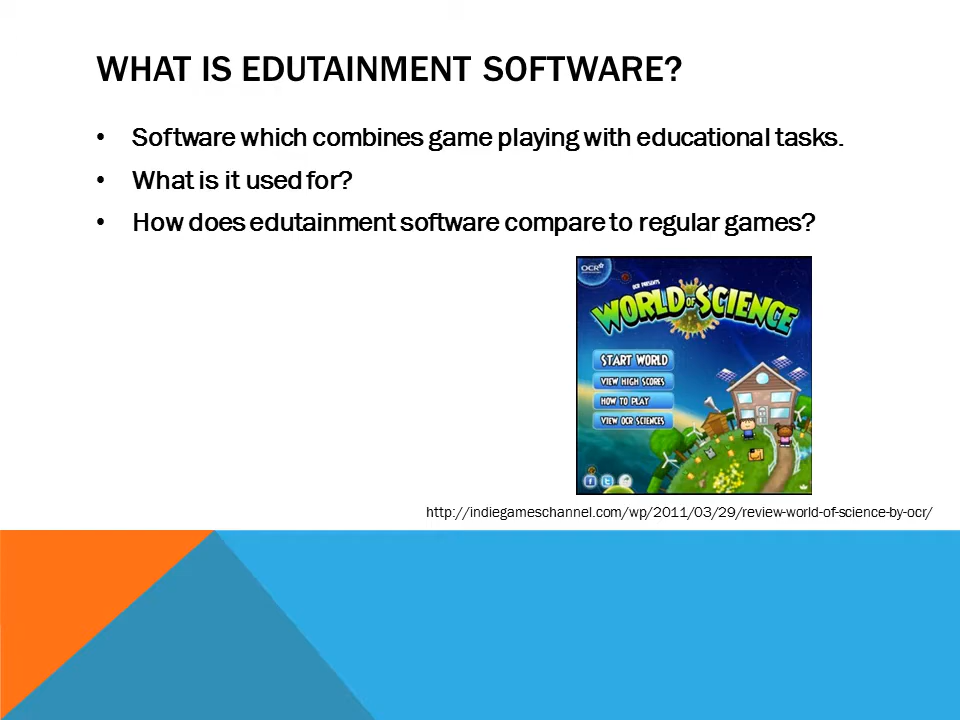 WHAT IS EDUTAINMENT SOFTWARE?
• Software which combines game playing with educational tasks.
• What is it used for?
• How does edutainment software compare to regular games?
OCR
OCR PRESENTS
WORLD OF SCIENCE
START WORLD
VIEW HIGH SCORES
HOW TO PLAY
VIEW OCR SCIENCES
http://indiegameschannel.com/wp/2011/03/29/review-world-of-science-by-ocr/